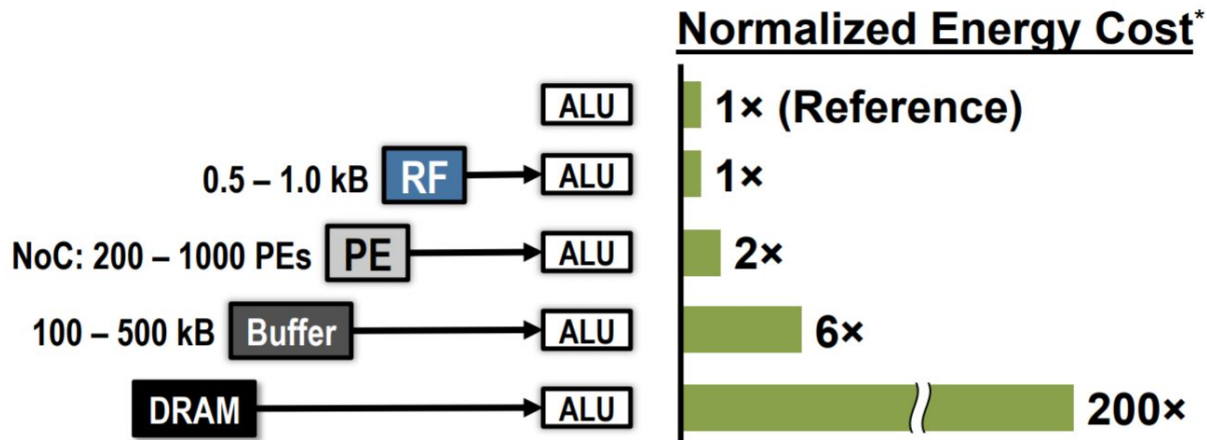 Normalized Energy Cost*
ALU 1× (Reference)
0.5 – 1.0 kB RF ALU 1×
NoC: 200 – 1000 PEs PE ALU 2×
100 – 500 kB Buffer ALU 6×
DRAM ALU 200×